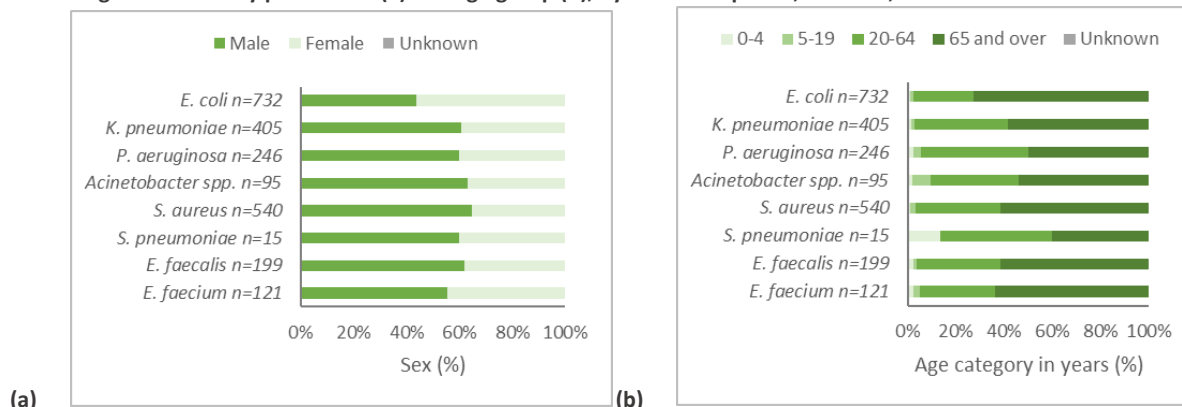 Male Female Unknown
E. coli n=732
K. pneumoniae n=405
P. aeruginosa n=246
Acinetobacter spp. n=95
S. aureus n=540
S. pneumoniae n=15
E. faecalis n=199
E. faecium n=121
0% 20% 40% 60% 80% 100%
Sex (%)
(a)
0-4 5-19 20-64 65 and over Unknown
E. coli n=732
K. pneumoniae n=405
P. aeruginosa n=246
Acinetobacter spp. n=95
S. aureus n=540
S. pneumoniae n=15
E. faecalis n=199
E. faecium n=121
0% 20% 40% 60% 80% 100%
Age category in years (%)
(b)